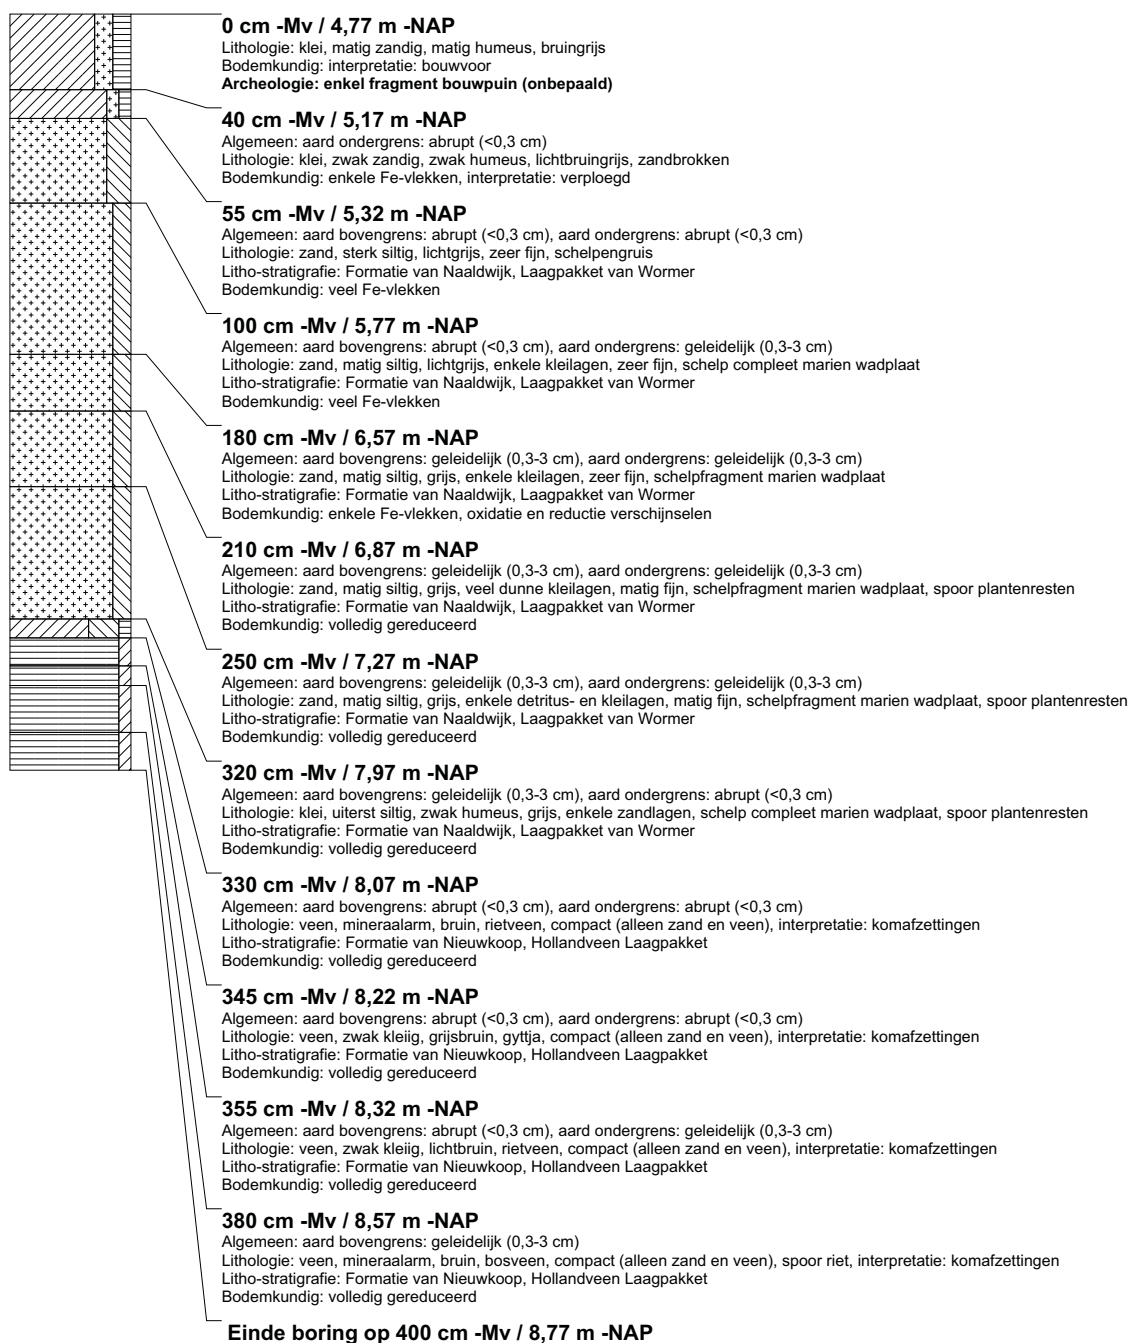 0 cm -Mv / 4,77 m -NAP
Lithologie: klei, matig zandig, matig humeus, bruingrijs
Bodemkundig: interpretatie: bouwvoor
Archeologie: enkel fragment bouwpuin (onbepaald)
40 cm -Mv / 5,17 m -NAP
Algemeen: aard ondergrens: abrupt (<0,3 cm)
Lithologie: klei, zwak zandig, zwak humeus, lichtbruingrijs, zandbrokken
Bodemkundig: enkele Fe-vlekken, interpretatie: verploegd
55 cm -Mv / 5,32 m -NAP
Algemeen: aard bovengrens: abrupt (<0,3 cm), aard ondergrens: abrupt (<0,3 cm)
Lithologie: zand, sterk siltig, lichtgrijs, zeer fijn, schelpengruis
Litho-stratigrafie: Formatie van Naaldwijk, Laagpakket van Wormer
Bodemkundig: veel Fe-vlekken
100 cm -Mv / 5,77 m -NAP
Algemeen: aard bovengrens: abrupt (<0,3 cm), aard ondergrens: geleidelijk (0,3-3 cm)
Lithologie: zand, matig siltig, lichtgrijs, enkele kleilagen, zeer fijn, schelp compleet marien wadplaat
Litho-stratigrafie: Formatie van Naaldwijk, Laagpakket van Wormer
Bodemkundig: veel Fe-vlekken
180 cm -Mv / 6,57 m -NAP
Algemeen: aard bovengrens: geleidelijk (0,3-3 cm), aard ondergrens: geleidelijk (0,3-3 cm)
Lithologie: zand, matig siltig, grijs, enkele kleilagen, zeer fijn, schelpfragment marien wadplaat
Litho-stratigrafie: Formatie van Naaldwijk, Laagpakket van Wormer
Bodemkundig: enkele Fe-vlekken, oxidatie en reductie verschijnselen
210 cm -Mv / 6,87 m -NAP
Algemeen: aard bovengrens: geleidelijk (0,3-3 cm), aard ondergrens: geleidelijk (0,3-3 cm)
Lithologie: zand, matig siltig, grijs, veel dunne kleilagen, matig fijn, schelpfragment marien wadplaat, spoor plantenresten
Litho-stratigrafie: Formatie van Naaldwijk, Laagpakket van Wormer
Bodemkundig: volledig gereduceerd
250 cm -Mv / 7,27 m -NAP
Algemeen: aard bovengrens: geleidelijk (0,3-3 cm), aard ondergrens: geleidelijk (0,3-3 cm)
Lithologie: zand, matig siltig, grijs, enkele detritus- en kleilagen, matig fijn, schelpfragment marien wadplaat, spoor plantenresten
Litho-stratigrafie: Formatie van Naaldwijk, Laagpakket van Wormer
Bodemkundig: volledig gereduceerd
320 cm -Mv / 7,97 m -NAP
Algemeen: aard bovengrens: geleidelijk (0,3-3 cm), aard ondergrens: abrupt (<0,3 cm)
Lithologie: klei, uiterst siltig, zwak humeus, grijs, enkele zandlagen, schelp compleet marien wadplaat, spoor plantenresten
Litho-stratigrafie: Formatie van Naaldwijk, Laagpakket van Wormer
Bodemkundig: volledig gereduceerd
330 cm -Mv / 8,07 m -NAP
Algemeen: aard bovengrens: abrupt (<0,3 cm), aard ondergrens: abrupt (<0,3 cm)
Lithologie: veen, mineraalarm, bruin, rietveen, compact (alleen zand en veen), interpretatie: komafzettingen
Litho-stratigrafie: Formatie van Nieuwkoop, Hollandveen Laagpakket
Bodemkundig: volledig gereduceerd
345 cm -Mv / 8,22 m -NAP
Algemeen: aard bovengrens: abrupt (<0,3 cm), aard ondergrens: abrupt (<0,3 cm)
Lithologie: veen, zwak kleiig, grijsbruin, gyttja, compact (alleen zand en veen), interpretatie: komafzettingen
Litho-stratigrafie: Formatie van Nieuwkoop, Hollandveen Laagpakket
Bodemkundig: volledig gereduceerd
355 cm -Mv / 8,32 m -NAP
Algemeen: aard bovengrens: abrupt (<0,3 cm), aard ondergrens: geleidelijk (0,3-3 cm)
Lithologie: veen, zwak kleiig, lichtbruin, rietveen, compact (alleen zand en veen), interpretatie: komafzettingen
Litho-stratigrafie: Formatie van Nieuwkoop, Hollandveen Laagpakket
Bodemkundig: volledig gereduceerd
380 cm -Mv / 8,57 m -NAP
Algemeen: aard bovengrens: geleidelijk (0,3-3 cm)
Lithologie: veen, mineraalarm, bruin, bosveen, compact (alleen zand en veen), spoor riet, interpretatie: komafzettingen
Litho-stratigrafie: Formatie van Nieuwkoop, Hollandveen Laagpakket
Bodemkundig: volledig gereduceerd
Einde boring op 400 cm -Mv / 8,77 m -NAP